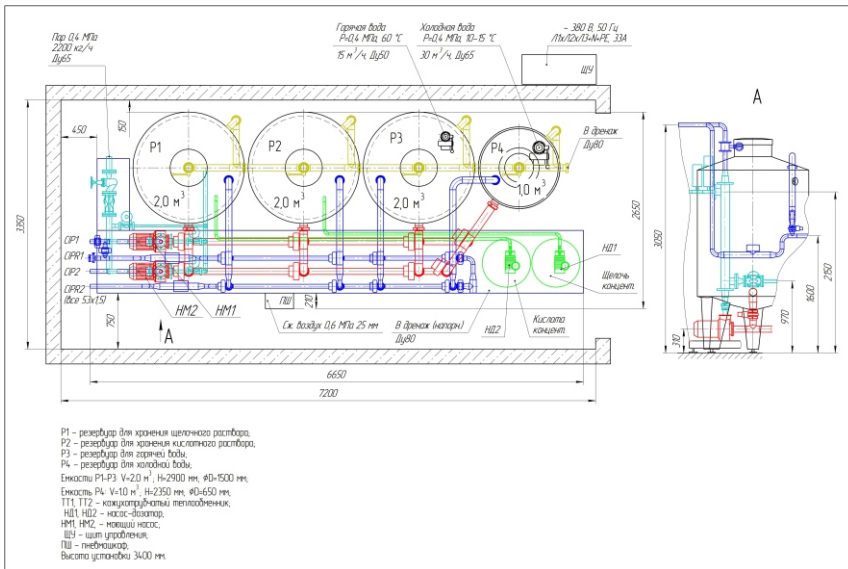 Пар 0,4 МПа
2200 кг/ч
Ду65
Горячая вода
Р=0,4 МПа, 60 °С
15 м³/ч, Ду50
Холодная вода
Р=0,4 МПа, 10-15 °С
30 м³/ч, Ду65
~ 380 В, 50 Гц
Л1х/L2х/L3+N+PE, 33А
ЩУ
А
450
150
Р1
Р2
Р3
Р4
2,0 м³
2,0 м³
2,0 м³
1,0 м³
В дренаж
Ду80
3350
2650
CIP1
CIPR1
CIP2
CIPR2
(все 53х1,5)
750
А
НМ2
НМ1
ПШ
210
Сж. воздух 0,6 МПа 25 мм
В дренаж (напорн.)
Ду80
НД2
НД1
Щелочь
концент.
Кислота
концент.
6650
7200
3050
310
970
1600
2150
Р1 – резервуар для хранения щелочного раствора;
Р2 – резервуар для хранения кислотного раствора;
Р3 – резервуар для горячей воды;
Р4 – резервуар для холодной воды;
Емкости Р1-Р3: V=2.0 м³, H=2900 мм, ФD=1500 мм;
Емкость Р4: V=1.0 м³, H=2350 мм, ФD=650 мм;
ТТ1, ТТ2 – кожухотрубчатый теплообменник;
НД1, НД2 – насос-дозатор;
НМ1, НМ2, – моющий насос;
ЩУ – щит управления;
ПШ – пневмошкаф;
Высота установки 3400 мм.